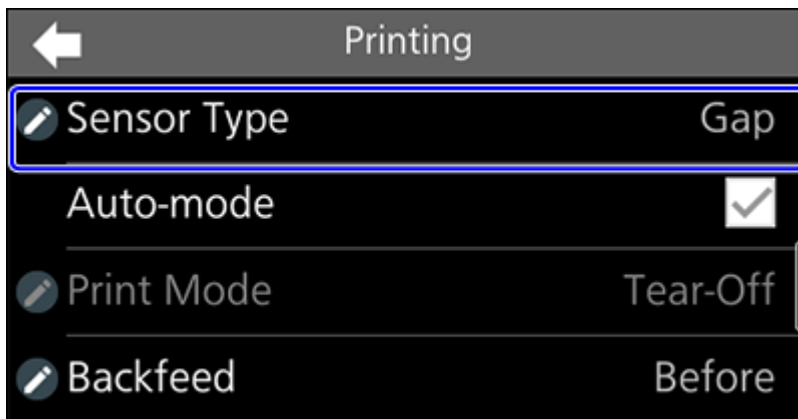 Printing
Sensor Type Gap
Auto-mode
Print Mode Tear-Off
Backfeed Before